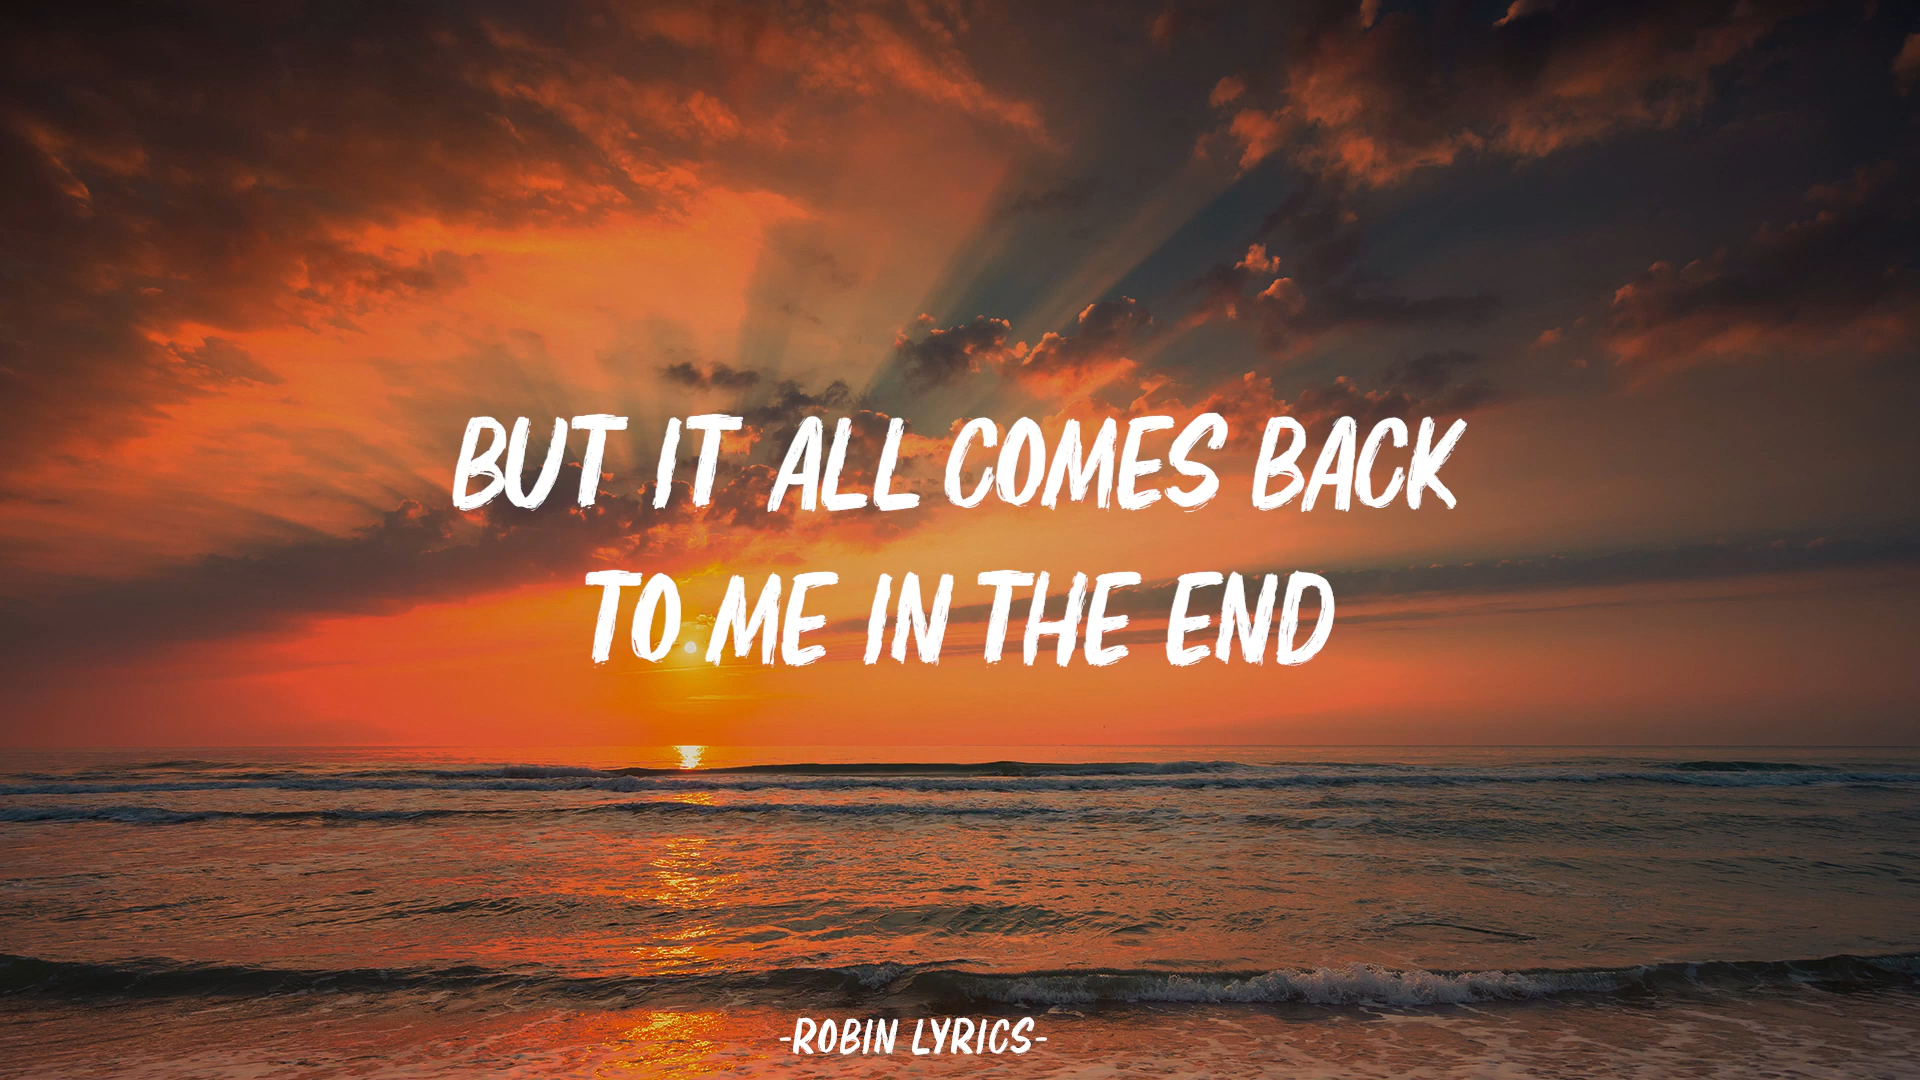 BUT IT ALL COMES BACK
TO ME IN THE END
-ROBIN LYRICS-